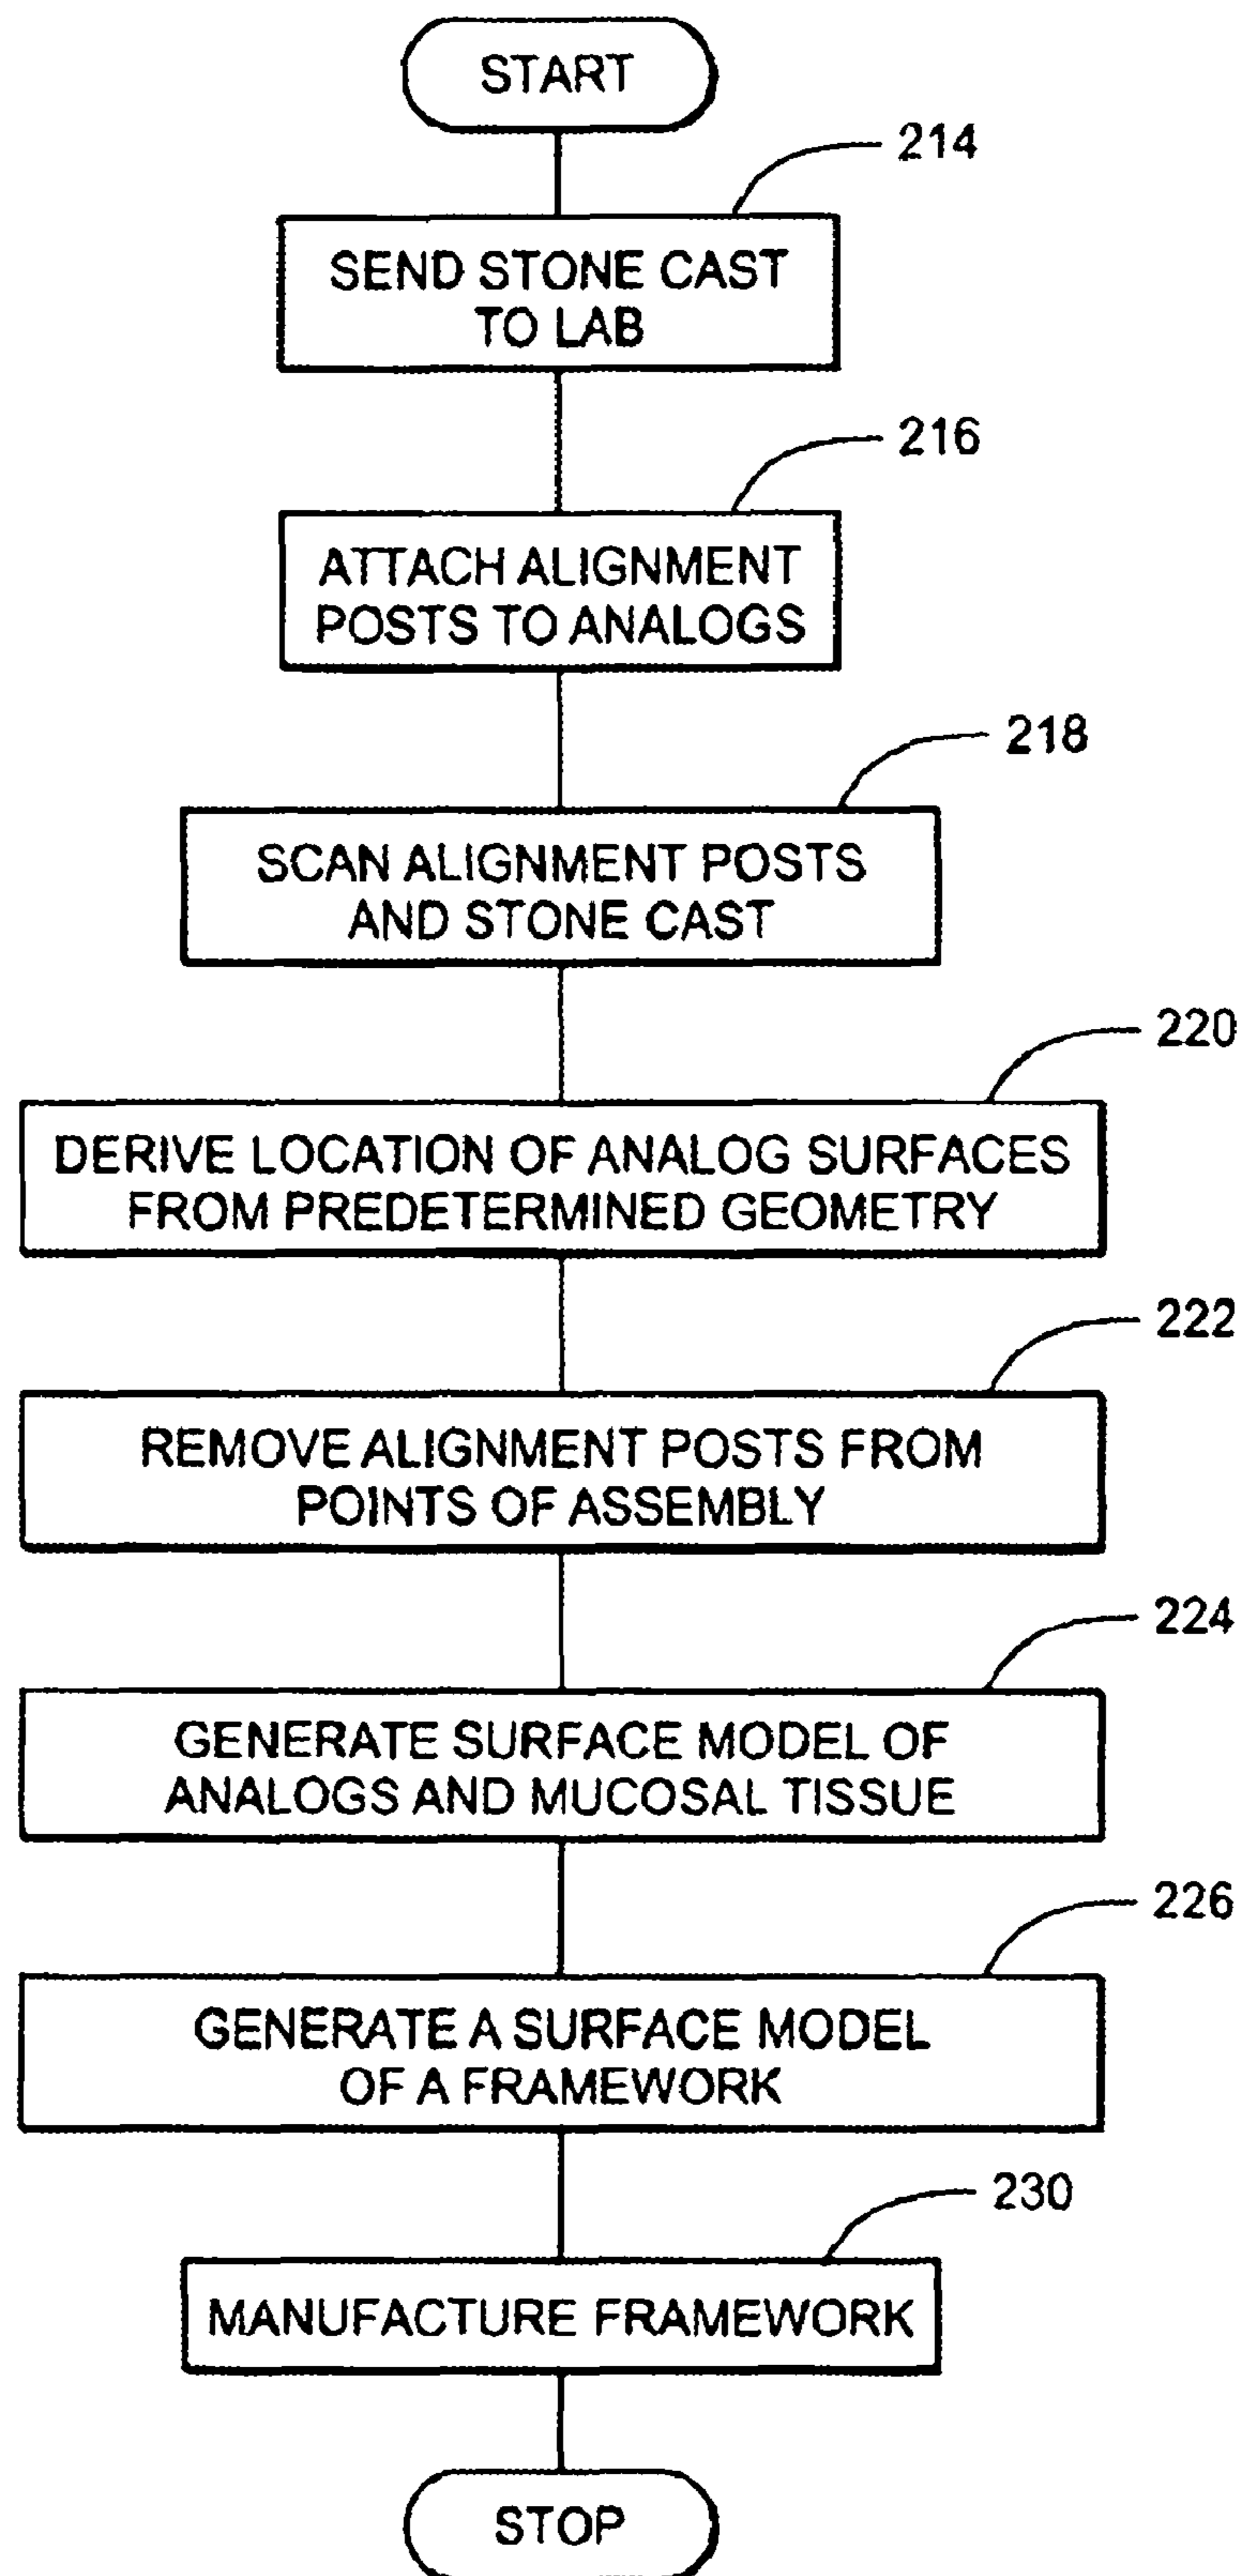 START
214
SEND STONE CAST
TO LAB
216
ATTACH ALIGNMENT
POSTS TO ANALOGS
218
SCAN ALIGNMENT POSTS
AND STONE CAST
220
DERIVE LOCATION OF ANALOG SURFACES
FROM PREDETERMINED GEOMETRY
222
REMOVE ALIGNMENT POSTS FROM
POINTS OF ASSEMBLY
224
GENERATE SURFACE MODEL OF
ANALOGS AND MUCOSAL TISSUE
226
GENERATE A SURFACE MODEL
OF A FRAMEWORK
230
MANUFACTURE FRAMEWORK
STOP